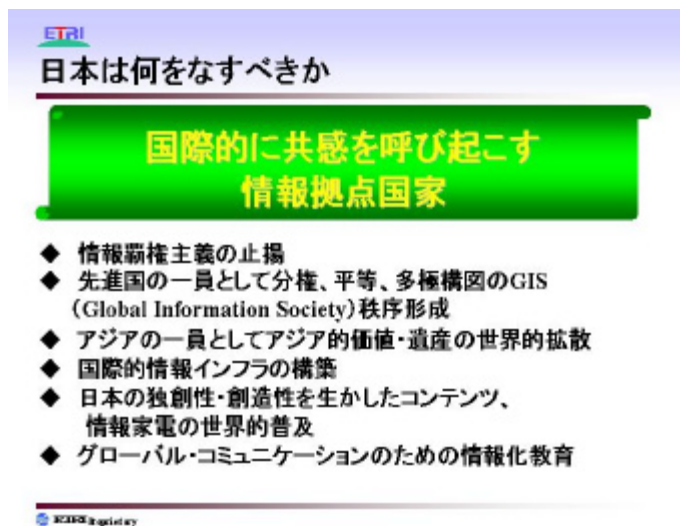 ETRI
日本は何をなすべきか
国際的に共感を呼び起こす
情報拠点国家
◆ 情報覇権主義の止揚
◆ 先進国の一員として分権、平等、多極構図のGIS
(Global Information Society)秩序形成
◆ アジアの一員としてアジア的価値・遺産の世界的拡散
◆ 国際的情報インフラの構築
◆ 日本の独創性・創造性を生かしたコンテンツ、
情報家電の世界的普及
◆ グローバル・コミュニケーションのための情報化教育